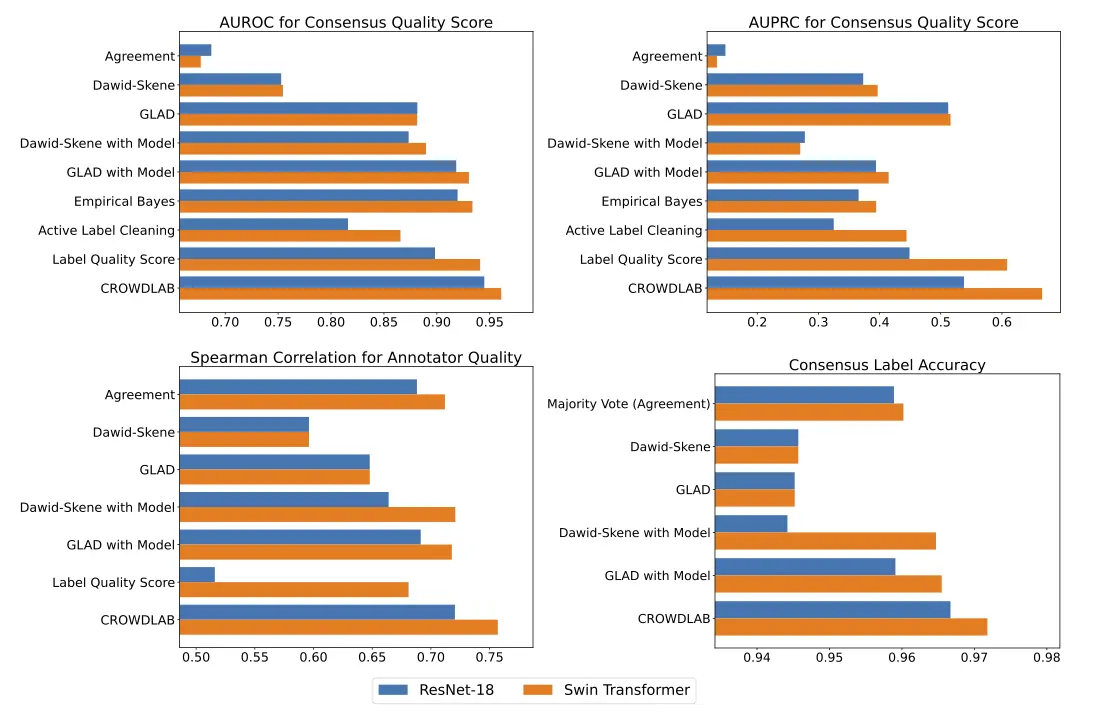 AUROC for Consensus Quality Score
Agreement
Dawid-Skene
GLAD
Dawid-Skene with Model
GLAD with Model
Empirical Bayes
Active Label Cleaning
Label Quality Score
CROWDLAB
0.70 0.75 0.80 0.85 0.90 0.95
AUPRC for Consensus Quality Score
Agreement
Dawid-Skene
GLAD
Dawid-Skene with Model
GLAD with Model
Empirical Bayes
Active Label Cleaning
Label Quality Score
CROWDLAB
0.2 0.3 0.4 0.5 0.6
Spearman Correlation for Annotator Quality
Agreement
Dawid-Skene
GLAD
Dawid-Skene with Model
GLAD with Model
Label Quality Score
CROWDLAB
0.50 0.55 0.60 0.65 0.70 0.75
Consensus Label Accuracy
Majority Vote (Agreement)
Dawid-Skene
GLAD
Dawid-Skene with Model
GLAD with Model
CROWDLAB
0.94 0.95 0.96 0.97 0.98
ResNet-18 Swin Transformer